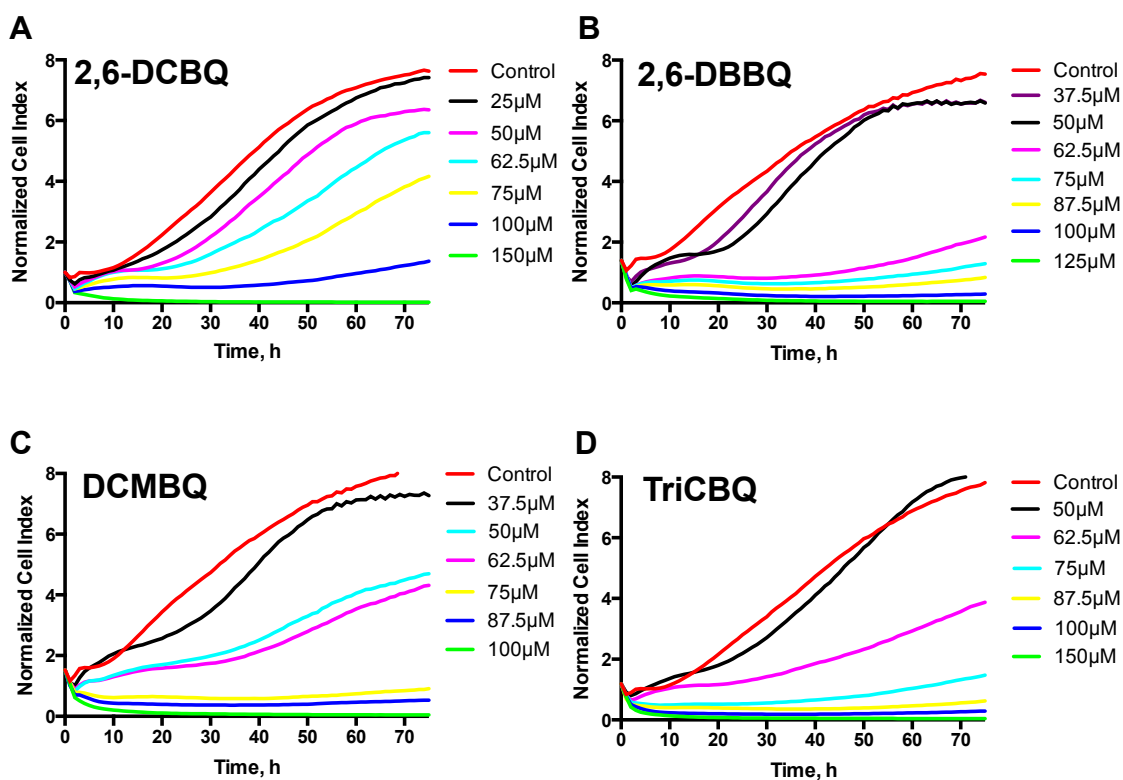 A
2,6-DCBQ
Normalized Cell Index
8
6
4
2
0
0 10 20 30 40 50 60 70
Time, h
Control
25µM
50µM
62.5µM
75µM
100µM
150µM
B
2,6-DBBQ
Normalized Cell Index
8
6
4
2
0
0 10 20 30 40 50 60 70
Time, h
Control
37.5µM
50µM
62.5µM
75µM
87.5µM
100µM
125µM
C
DCMBQ
Normalized Cell Index
8
6
4
2
0
0 10 20 30 40 50 60 70
Time, h
Control
37.5µM
50µM
62.5µM
75µM
87.5µM
100µM
D
TriCBQ
Normalized Cell Index
8
6
4
2
0
0 10 20 30 40 50 60 70
Time, h
Control
50µM
62.5µM
75µM
87.5µM
100µM
150µM